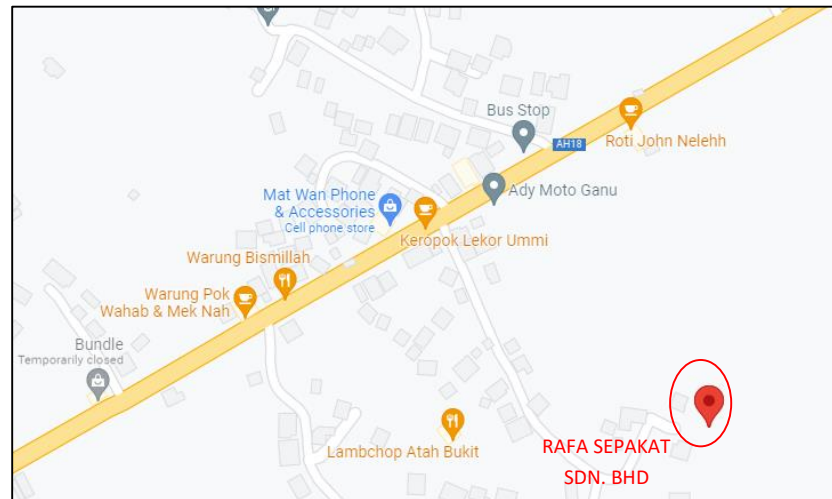 Bus Stop
AH18
Roti John Nelehh
Ady Moto Ganu
Mat Wan Phone
& Accessories
Cell phone store
Keropok Lekor Ummi
Warung Bismillah
Warung Pok
Wahab & Mek Nah
Bundle
Temporarily closed
Lambchop Atah Bukit
RAFA SEPAKAT
SDN. BHD